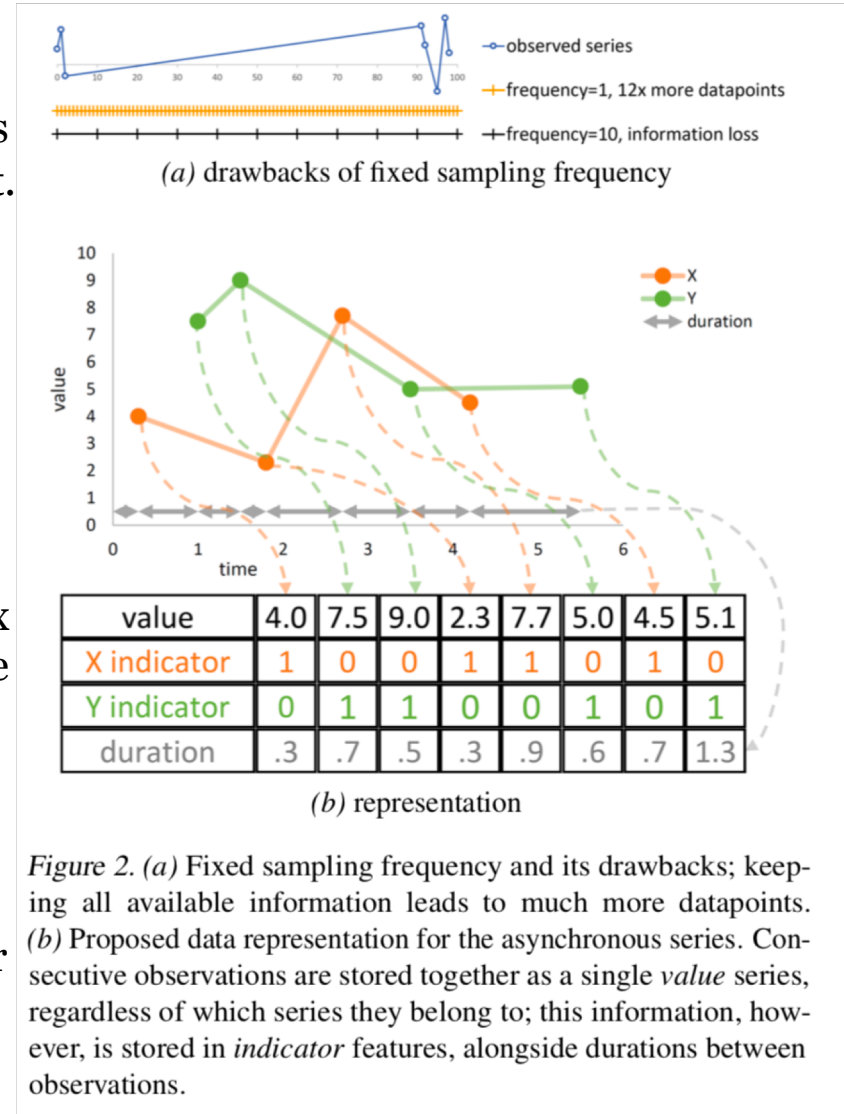 observed series
0 10 20 30 40 50 60 70 80 90 100
frequency=1, 12x more datapoints
s
frequency=10, information loss
(a) drawbacks of fixed sampling frequency
t.
10
9
8
7
6
5
4
3
2
1
0
value
X
Y
duration
0 1 2 3 4 5 6
time
x
value 4.0 7.5 9.0 2.3 7.7 5.0 4.5 5.1
e
X indicator 1 0 0 1 1 0 1 0
Y indicator 0 1 1 0 0 1 0 1
duration .3 .7 .5 .3 .9 .6 .7 1.3
(b) representation
Figure 2. (a) Fixed sampling frequency and its drawbacks; keep-
ing all available information leads to much more datapoints.
(b) Proposed data representation for the asynchronous series. Con-
r
secutive observations are stored together as a single value series,
regardless of which series they belong to; this information, how-
ever, is stored in indicator features, alongside durations between
observations.